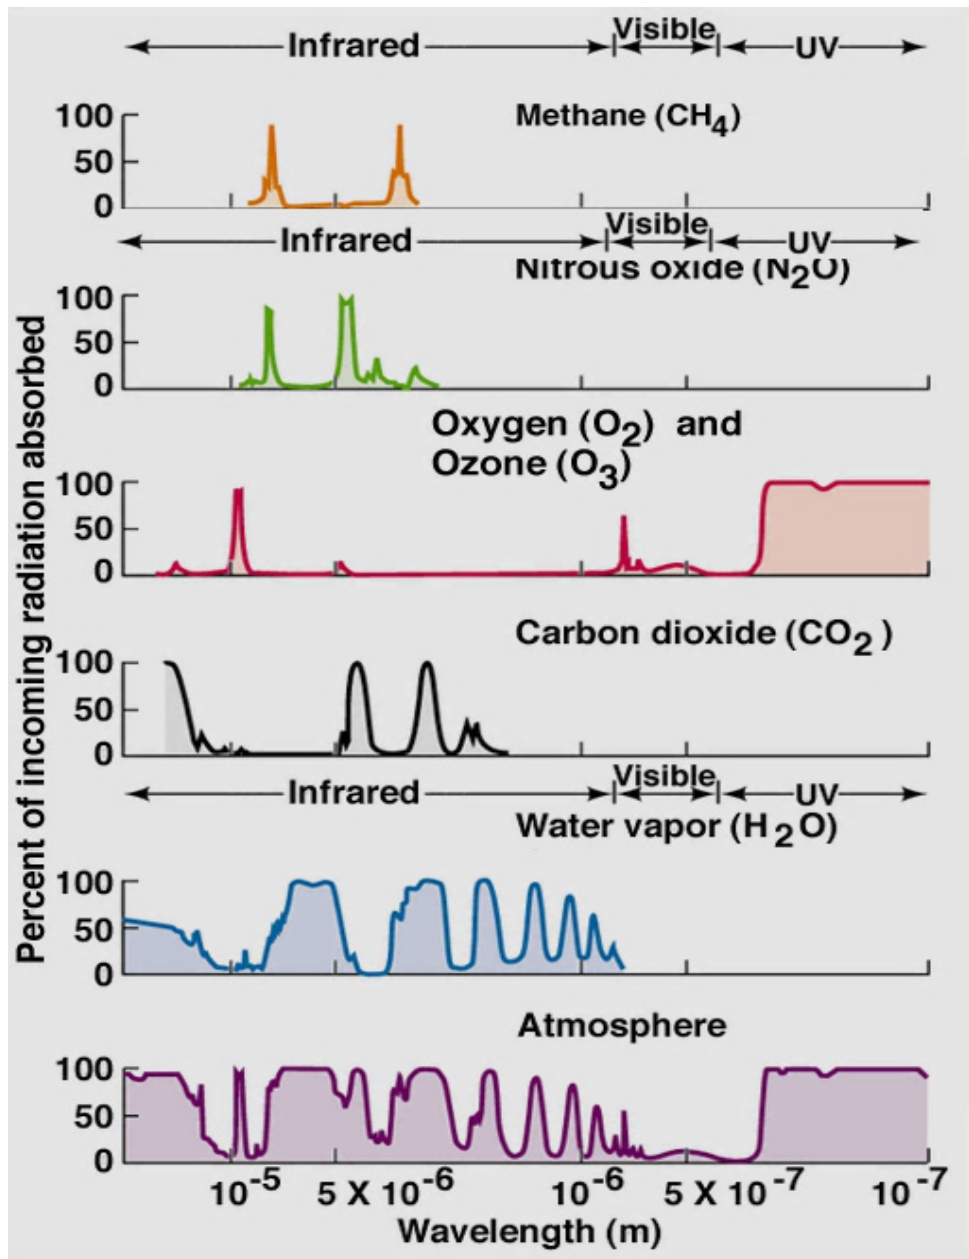 Infrared Visible UV
100 Methane (CH₄)
50
0
Infrared Visible UV
Nitrous oxide (N₂O)
100
50
0
Oxygen (O₂) and
Ozone (O₃)
100
50
0
Carbon dioxide (CO₂ )
100
50
0
Infrared Visible UV
Water vapor (H₂O)
100
50
0
Atmosphere
100
50
0
10⁻⁵ 5 X 10⁻⁶ 10⁻⁶ 5 X 10⁻⁷ 10⁻⁷
Wavelength (m)
Percent of incoming radiation absorbed